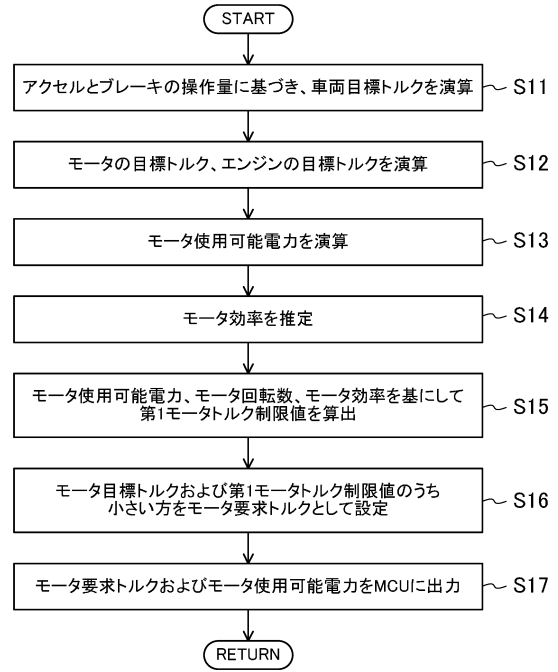 START
アクセルとブレーキの操作量に基づき、車両目標トルクを演算
S11
モータの目標トルク、エンジンの目標トルクを演算
S12
モータ使用可能電力を演算
S13
モータ効率を推定
S14
モータ使用可能電力、モータ回転数、モータ効率を基にして
第1モータトルク制限値を算出
S15
モータ目標トルクおよび第1モータトルク制限値のうち
小さい方をモータ要求トルクとして設定
S16
モータ要求トルクおよびモータ使用可能電力をMCUに出力
S17
RETURN